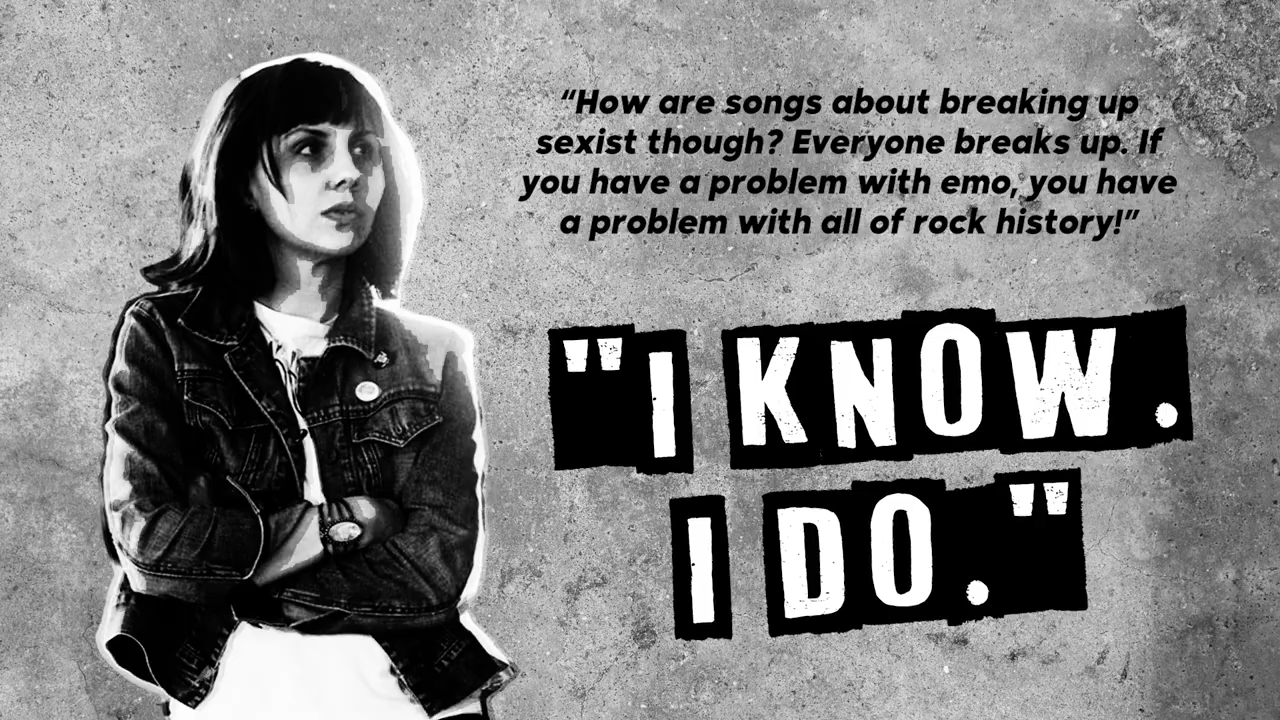 “How are songs about breaking up
sexist though? Everyone breaks up. If
you have a problem with emo, you have
a problem with all of rock history!”
"I KNOW.
I DO."